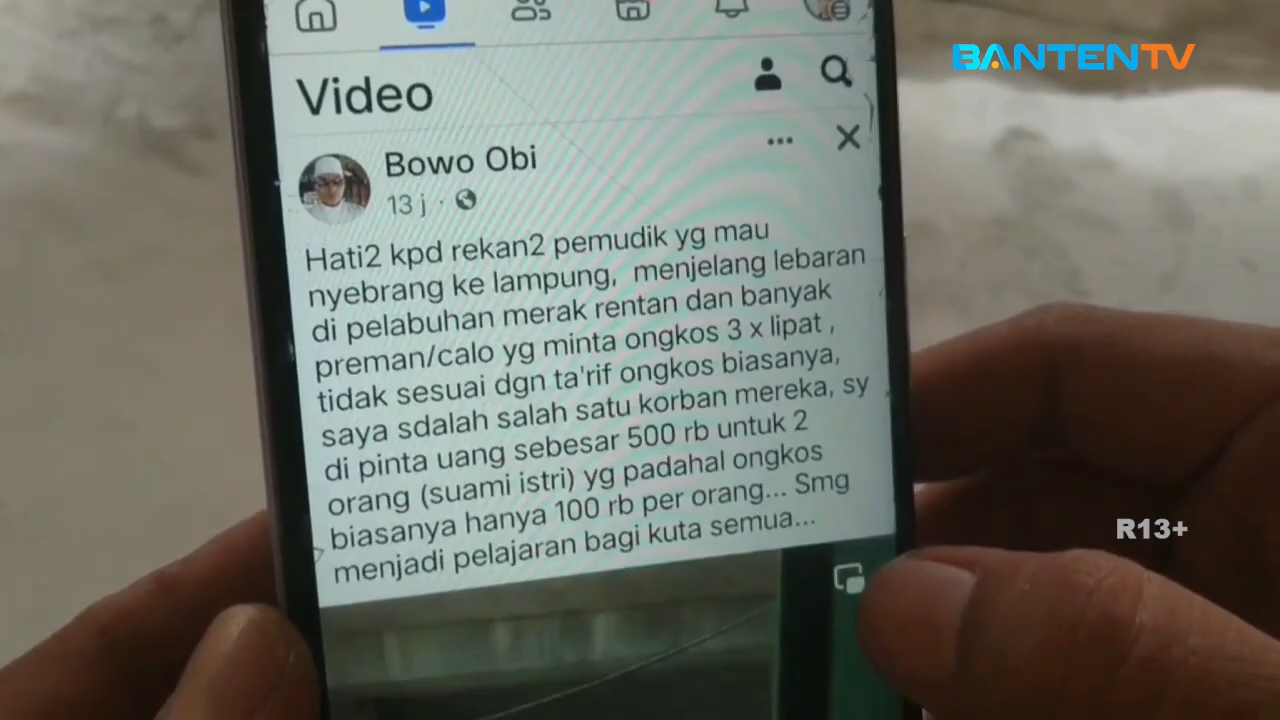 BANTENTV
Video
Bowo Obi
13 j ·
Hati2 kpd rekan2 pemudik yg mau
nyebrang ke lampung, menjelang lebaran
di pelabuhan merak rentan dan banyak
preman/calo yg minta ongkos 3 x lipat ,
tidak sesuai dgn ta'rif ongkos biasanya,
saya sdalah salah satu korban mereka, sy
di pinta uang sebesar 500 rb untuk 2
orang (suami istri) yg padahal ongkos
biasanya hanya 100 rb per orang... Smg
menjadi pelajaran bagi kuta semua...
R13+